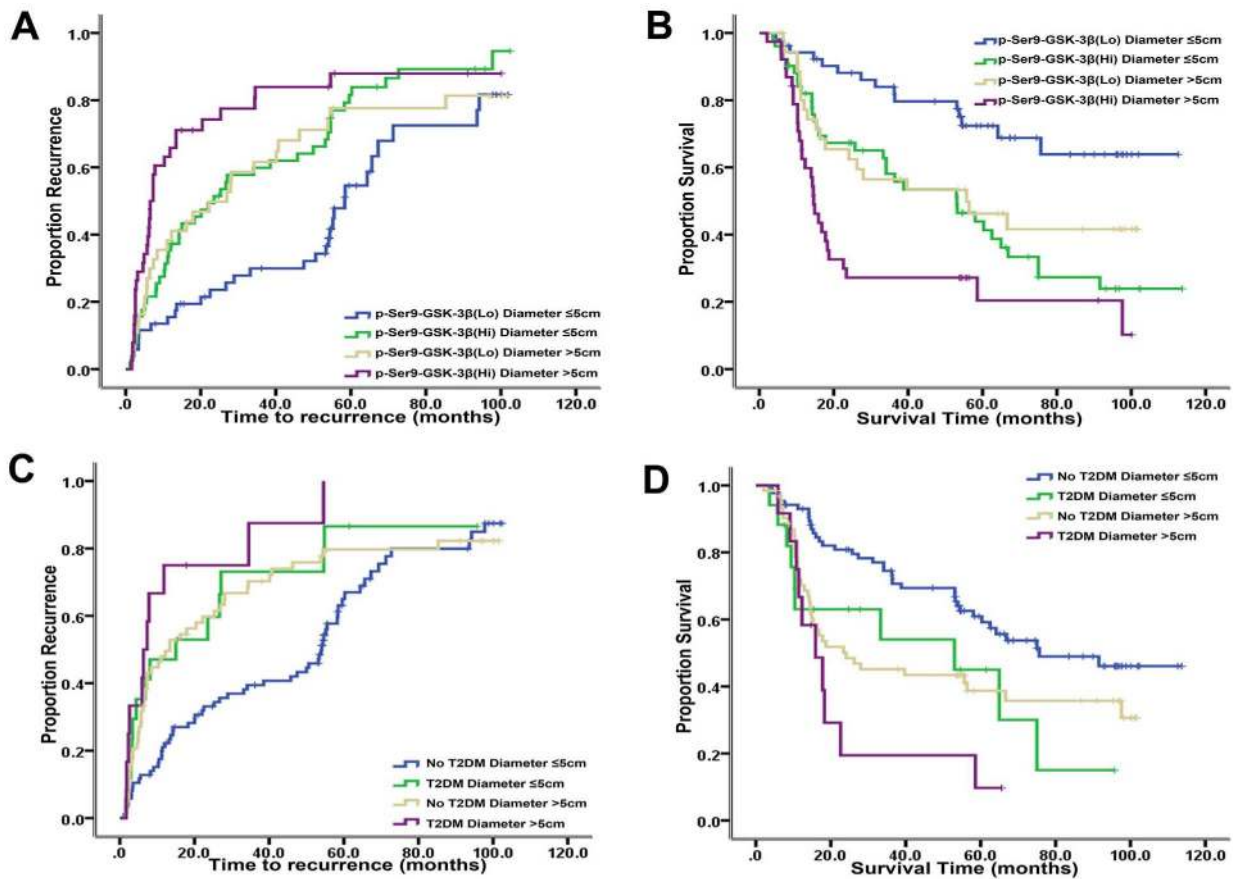 A
Proportion Recurrence
1.0
0.8
0.6
0.4
0.2
0.0
p-Ser9-GSK-3β(Lo) Diameter ≤5cm
p-Ser9-GSK-3β(Hi) Diameter ≤5cm
p-Ser9-GSK-3β(Lo) Diameter >5cm
p-Ser9-GSK-3β(Hi) Diameter >5cm
.0 20.0 40.0 60.0 80.0 100.0 120.0
Time to recurrence (months)
B
Proportion Survival
1.0
0.8
0.6
0.4
0.2
0.0
p-Ser9-GSK-3β(Lo) Diameter ≤5cm
p-Ser9-GSK-3β(Hi) Diameter ≤5cm
p-Ser9-GSK-3β(Lo) Diameter >5cm
p-Ser9-GSK-3β(Hi) Diameter >5cm
.0 20.0 40.0 60.0 80.0 100.0 120.0
Survival Time (months)
C
Proportion Recurrence
1.0
0.8
0.6
0.4
0.2
0.0
No T2DM Diameter ≤5cm
T2DM Diameter ≤5cm
No T2DM Diameter >5cm
T2DM Diameter >5cm
.0 20.0 40.0 60.0 80.0 100.0 120.0
Time to recurrence (months)
D
Proportion Survival
1.0
0.8
0.6
0.4
0.2
0.0
No T2DM Diameter ≤5cm
T2DM Diameter ≤5cm
No T2DM Diameter >5cm
T2DM Diameter >5cm
.0 20.0 40.0 60.0 80.0 100.0 120.0
Survival Time (months)